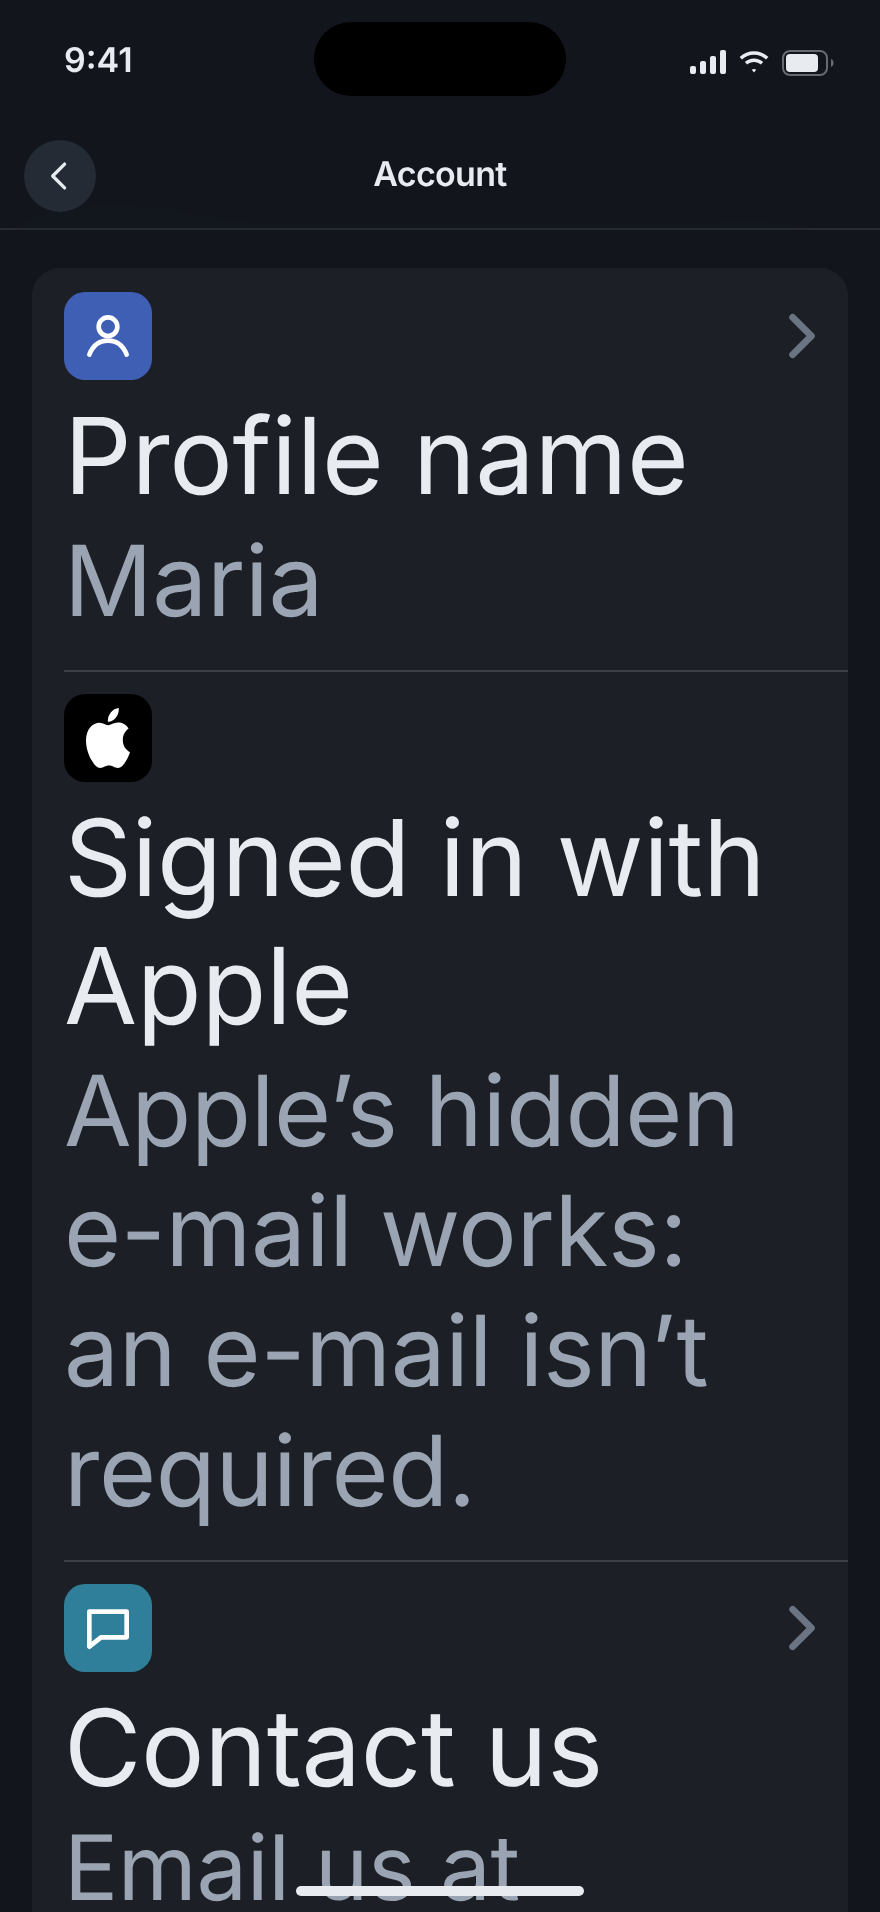 9:41
Account
Profile name
Maria
Signed in with
Apple
Apple’s hidden
e-mail works:
an e-mail isn’t
required.
Contact us
Email us at